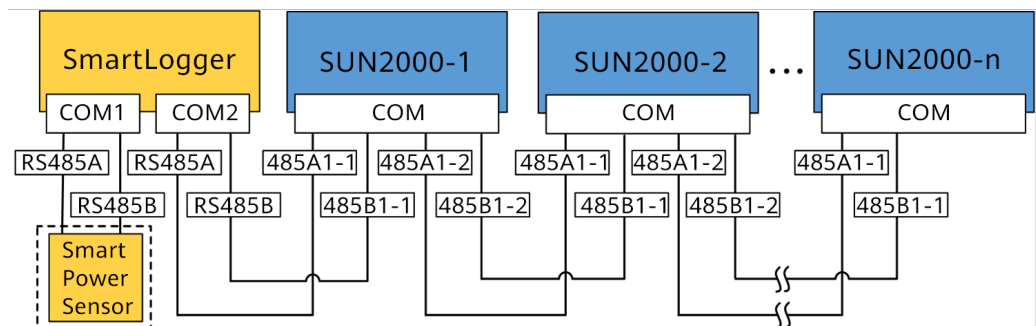 SmartLogger
SUN2000-1
SUN2000-2
...
SUN2000-n
COM1
COM2
COM
COM
COM
RS485A
RS485A
485A1-1
485A1-2
485A1-1
485A1-2
485A1-1
RS485B
RS485B
485B1-1
485B1-2
485B1-1
485B1-2
485B1-1
Smart
Power
Sensor